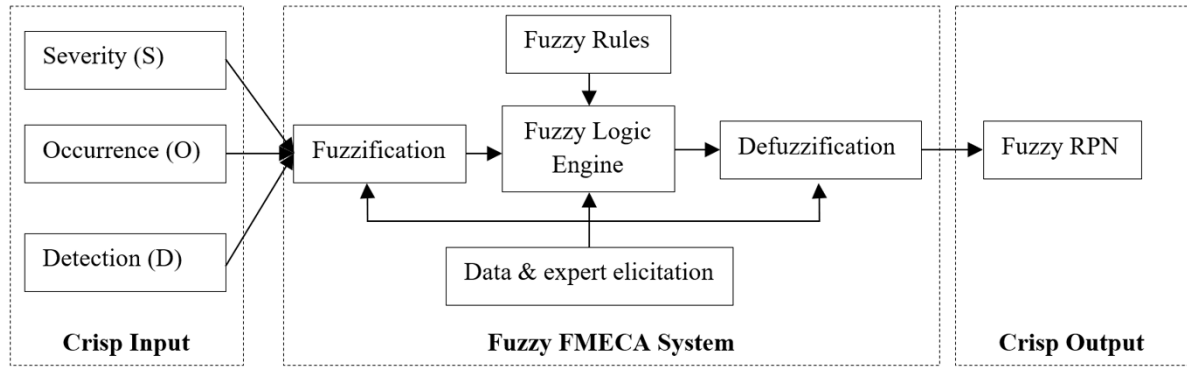 Severity (S)
Occurrence (O)
Detection (D)
Crisp Input
Fuzzy Rules
Fuzzification
Fuzzy Logic
Engine
Defuzzification
Data & expert elicitation
Fuzzy FMECA System
Fuzzy RPN
Crisp Output